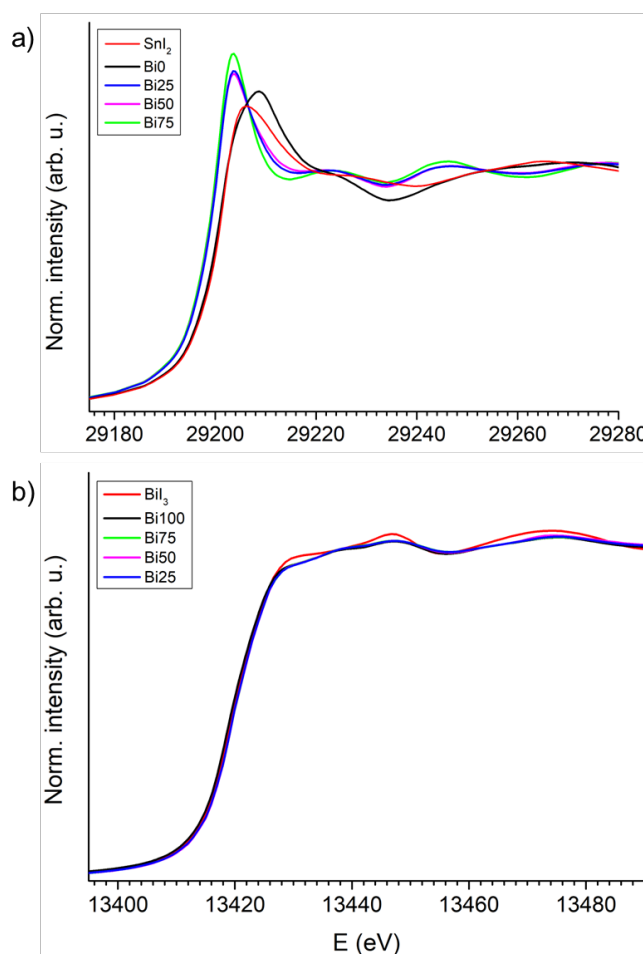 a)
SnI₂
Bi0
Bi25
Bi50
Bi75
Norm. intensity (arb. u.)
29180 29200 29220 29240 29260 29280
b)
BiI₃
Bi100
Bi75
Bi50
Bi25
Norm. intensity (arb. u.)
13400 13420 13440 13460 13480
E (eV)